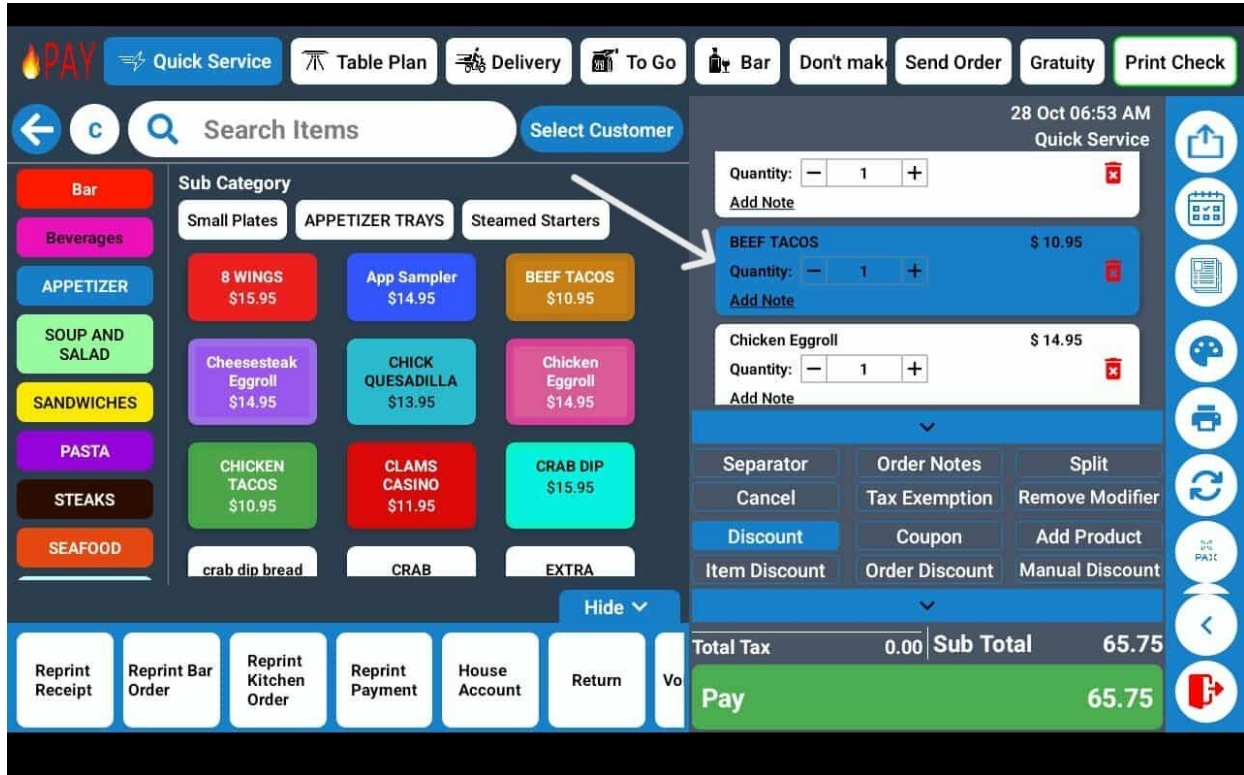 PAY
Quick Service
Table Plan
Delivery
To Go
Bar
Don't mak
Send Order
Gratuity
Print Check
C
Search Items
Select Customer
28 Oct 06:53 AM
Quick Service
Bar
Beverages
APPETIZER
SOUP AND
SALAD
SANDWICHES
PASTA
STEAKS
SEAFOOD
Sub Category
Small Plates
APPETIZER TRAYS
Steamed Starters
8 WINGS
$15.95
App Sampler
$14.95
BEEF TACOS
$10.95
Cheesesteak
Eggroll
$14.95
CHICK
QUESADILLA
$13.95
Chicken
Eggroll
$14.95
CHICKEN
TACOS
$10.95
CLAMS
CASINO
$11.95
CRAB DIP
$15.95
crab dip bread
CRAB
EXTRA
Hide
Quantity: − 1 +
Add Note
BEEF TACOS $ 10.95
Quantity: − 1 +
Add Note
Chicken Eggroll $ 14.95
Quantity: − 1 +
Add Note
Separator
Order Notes
Split
Cancel
Tax Exemption
Remove Modifier
Discount
Coupon
Add Product
Item Discount
Order Discount
Manual Discount
Total Tax 0.00
Sub Total 65.75
Pay 65.75
Reprint
Receipt
Reprint Bar
Order
Reprint
Kitchen
Order
Reprint
Payment
House
Account
Return
Vo
PAX